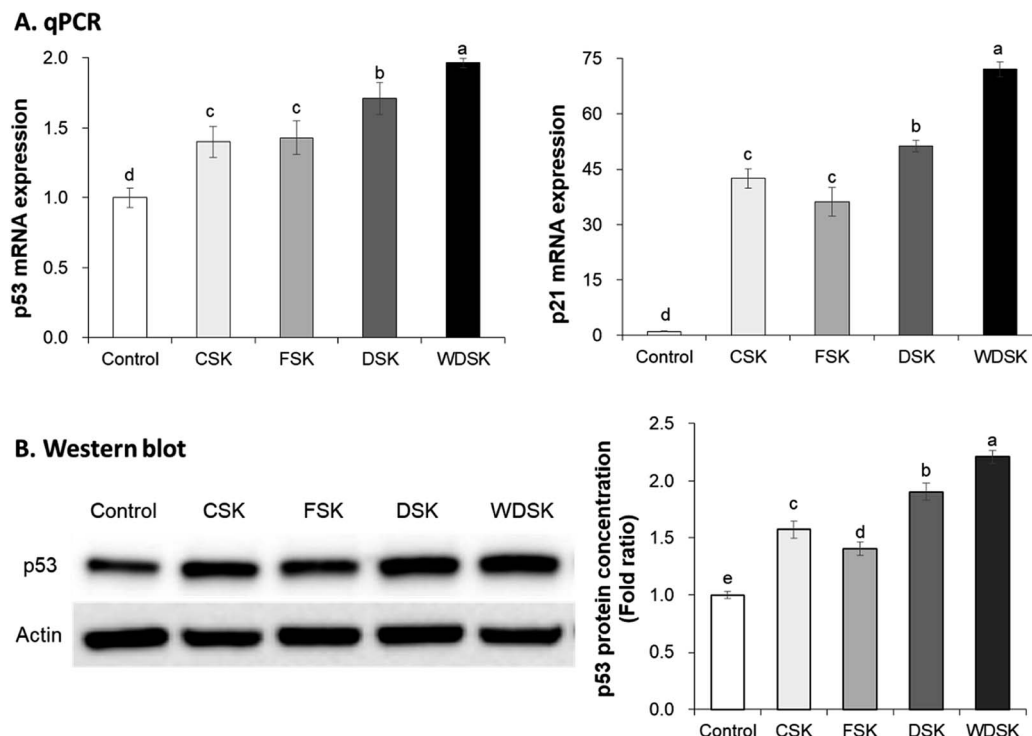 A. qPCR
p53 mRNA expression
2.0
1.5
1.0
0.5
0.0
d
c
c
b
a
Control CSK FSK DSK WDSK
p21 mRNA expression
75
60
45
30
15
0
d
c
c
b
a
Control CSK FSK DSK WDSK
B. Western blot
Control CSK FSK DSK WDSK
p53
Actin
p53 protein concentration
(Fold ratio)
2.5
2.0
1.5
1.0
0.5
0.0
e
c
d
b
a
Control CSK FSK DSK WDSK